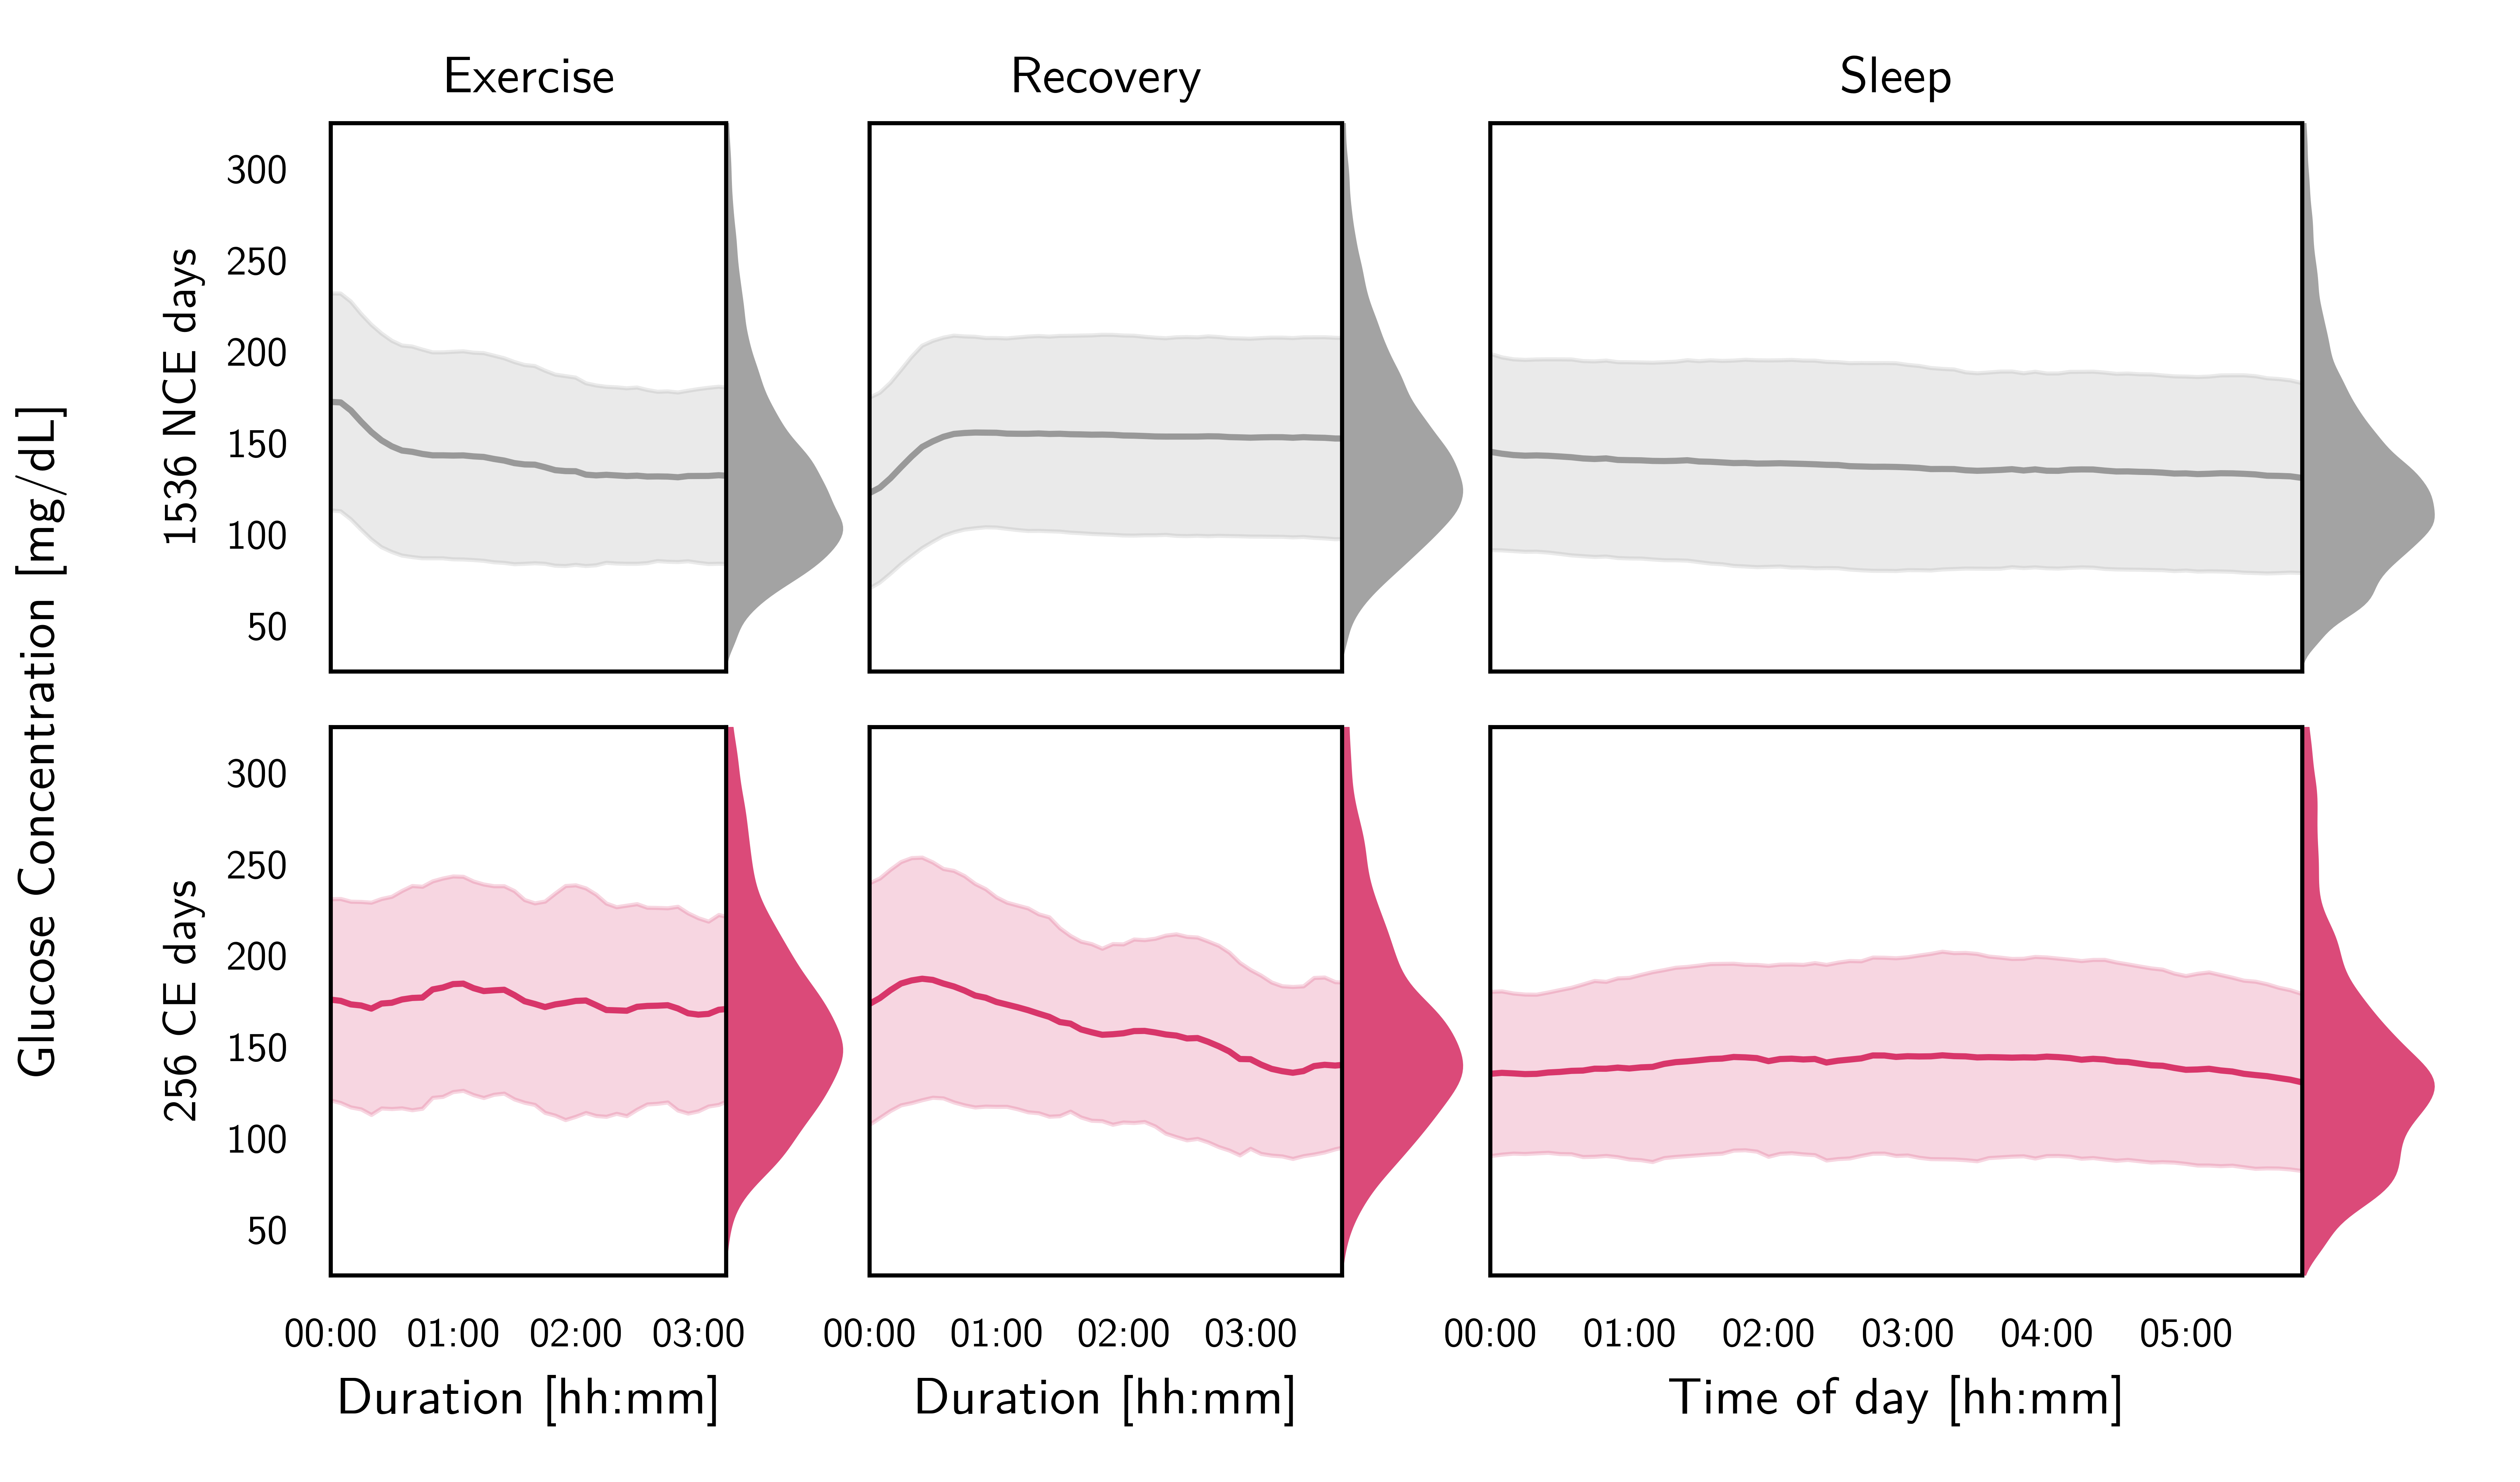 Exercise
Recovery
Sleep
Glucose Concentration [mg/dL]
1536 NCE days
300
250
200
150
100
50
256 CE days
300
250
200
150
100
50
00:00 01:00 02:00 03:00
00:00 01:00 02:00 03:00
00:00 01:00 02:00 03:00 04:00 05:00
Duration [hh:mm]
Duration [hh:mm]
Time of day [hh:mm]